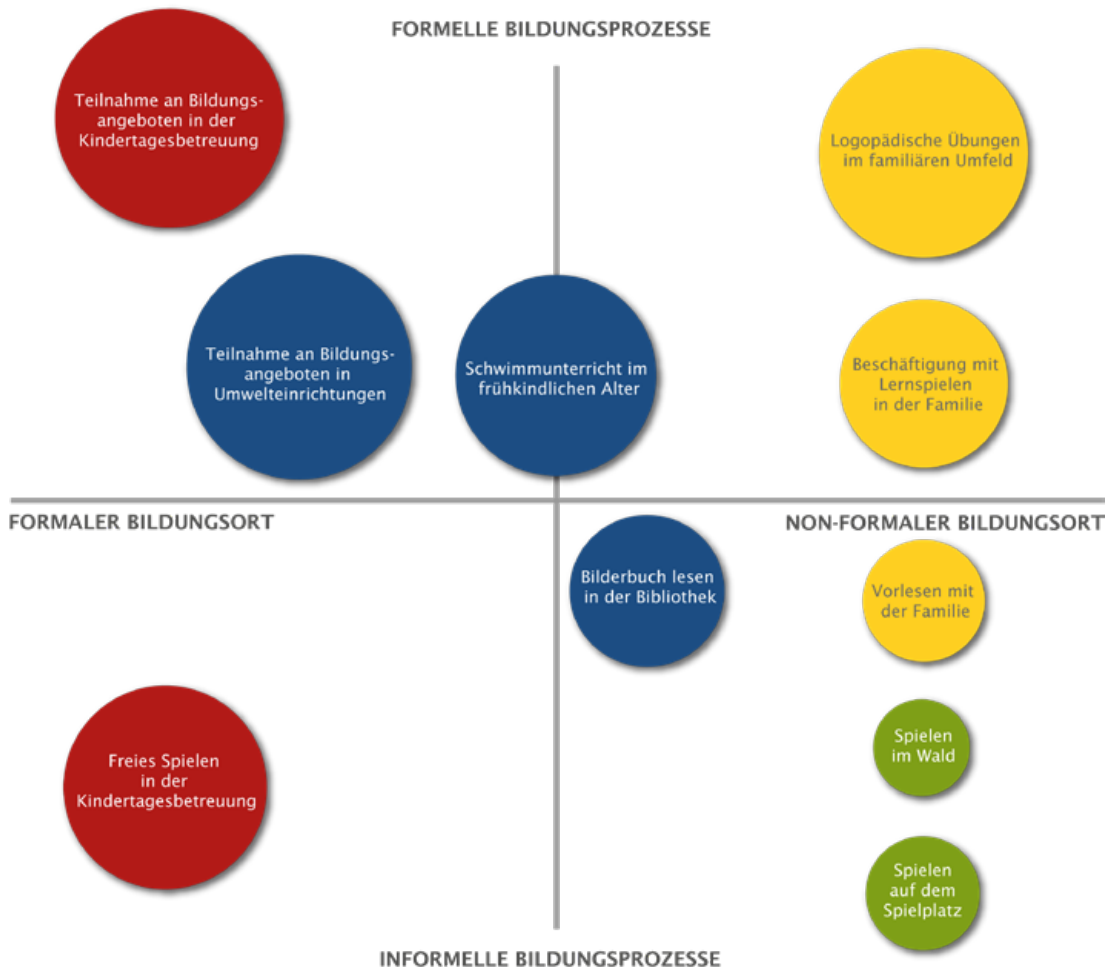 FORMELLE BILDUNGSPROZESSE
Teilnahme an Bildungs-
angeboten in der
Kindertagesbetreuung
Logopädische Übungen
im familiären Umfeld
Teilnahme an Bildungs-
angeboten in
Umwelteinrichtungen
Schwimmunterricht im
frühkindlichen Alter
Beschäftigung mit
Lernspielen
in der Familie
FORMALER BILDUNGSORT
NON-FORMALER BILDUNGSORT
Bilderbuch lesen
in der Bibliothek
Vorlesen mit
der Familie
Freies Spielen
in der
Kindertagesbetreuung
Spielen
im Wald
Spielen
auf dem
Spielplatz
INFORMELLE BILDUNGSPROZESSE